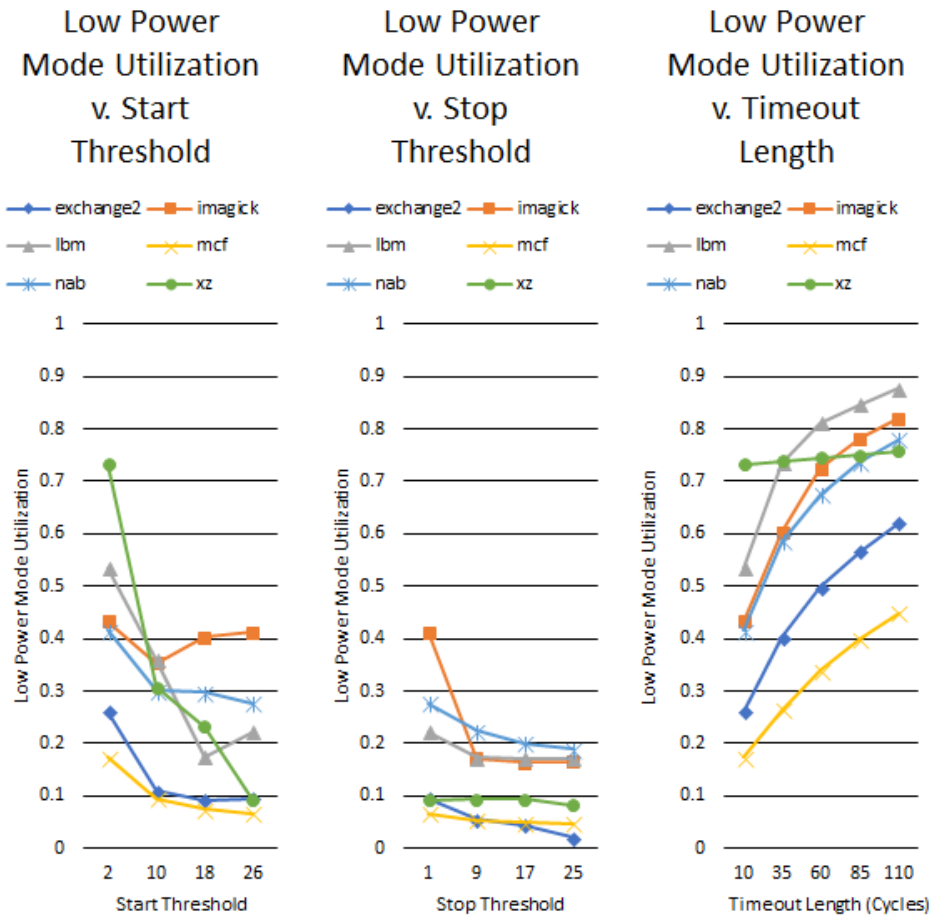 Low Power
Mode Utilization
v. Start
Threshold
exchange2 imagick
lbm mcf
nab xz
1
0.9
0.8
0.7
0.6
0.5
0.4
0.3
0.2
0.1
0
Low Power Mode Utilization
2 10 18 26
Start Threshold
Low Power
Mode Utilization
v. Stop
Threshold
exchange2 imagick
lbm mcf
nab xz
1
0.9
0.8
0.7
0.6
0.5
0.4
0.3
0.2
0.1
0
Low Power Mode Utilization
1 9 17 25
Stop Threshold
Low Power
Mode Utilization
v. Timeout
Length
exchange2 imagick
lbm mcf
nab xz
1
0.9
0.8
0.7
0.6
0.5
0.4
0.3
0.2
0.1
0
Low Power Mode Utilization
10 35 60 85 110
Timeout Length (Cycles)